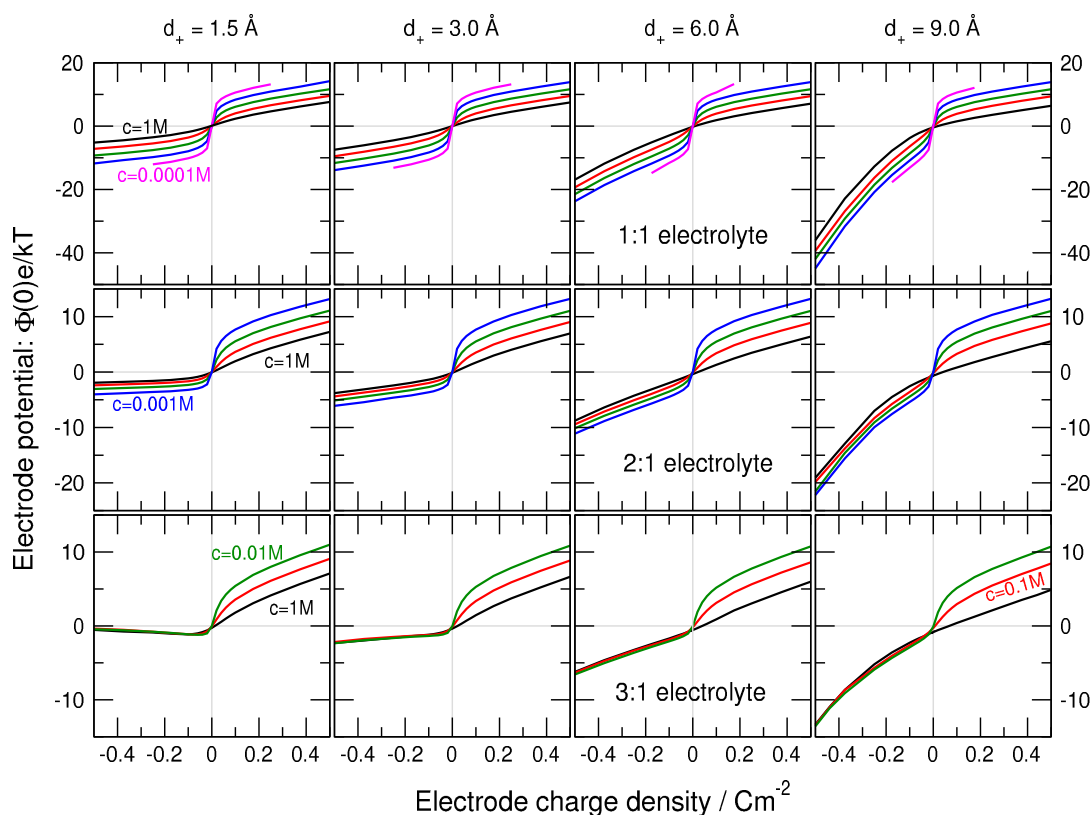 d+ = 1.5 Å d+ = 3.0 Å d+ = 6.0 Å d+ = 9.0 Å
20 20
10 10
0 0
-10 -10
-20 -20
-40 -40
c=1M
c=0.0001M
1:1 electrolyte
Electrode potential: Φ(0)e/kT
10 10
0 0
-10 -10
-20 -20
c=1M
c=0.001M
2:1 electrolyte
10 10
0 0
-10 -10
c=0.01M
c=1M
c=0.1M
3:1 electrolyte
-0.4 -0.2 0 0.2 0.4 -0.4 -0.2 0 0.2 0.4 -0.4 -0.2 0 0.2 0.4 -0.4 -0.2 0 0.2 0.4
Electrode charge density / Cm-2